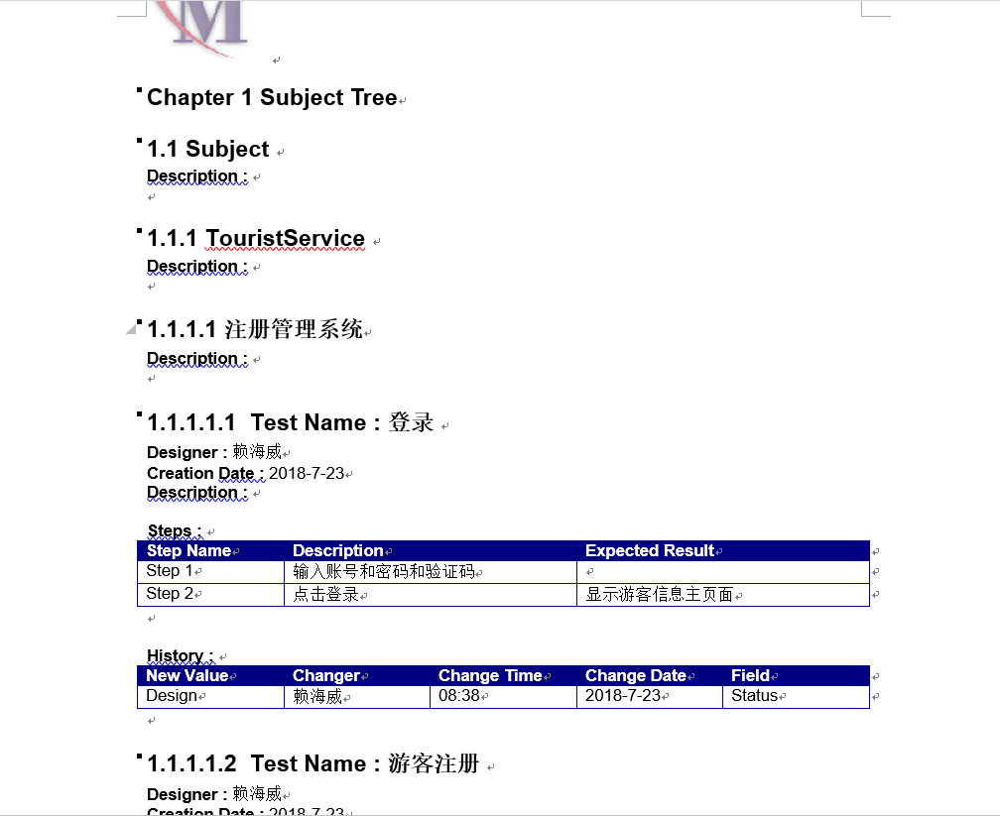 M
Chapter 1 Subject Tree
1.1 Subject
Description :
1.1.1 TouristService
Description :
1.1.1.1 注册管理系统
Description :
1.1.1.1.1 Test Name : 登录
Designer : 赖海威
Creation Date : 2018-7-23
Description :
Steps :
Step Name Description Expected Result
Step 1 输入账号和密码和验证码
Step 2 点击登录 显示游客信息主页面
History :
New Value Changer Change Time Change Date Field
Design 赖海威 08:38 2018-7-23 Status
1.1.1.1.2 Test Name : 游客注册
Designer : 赖海威
Creation Date : 2018-7-23